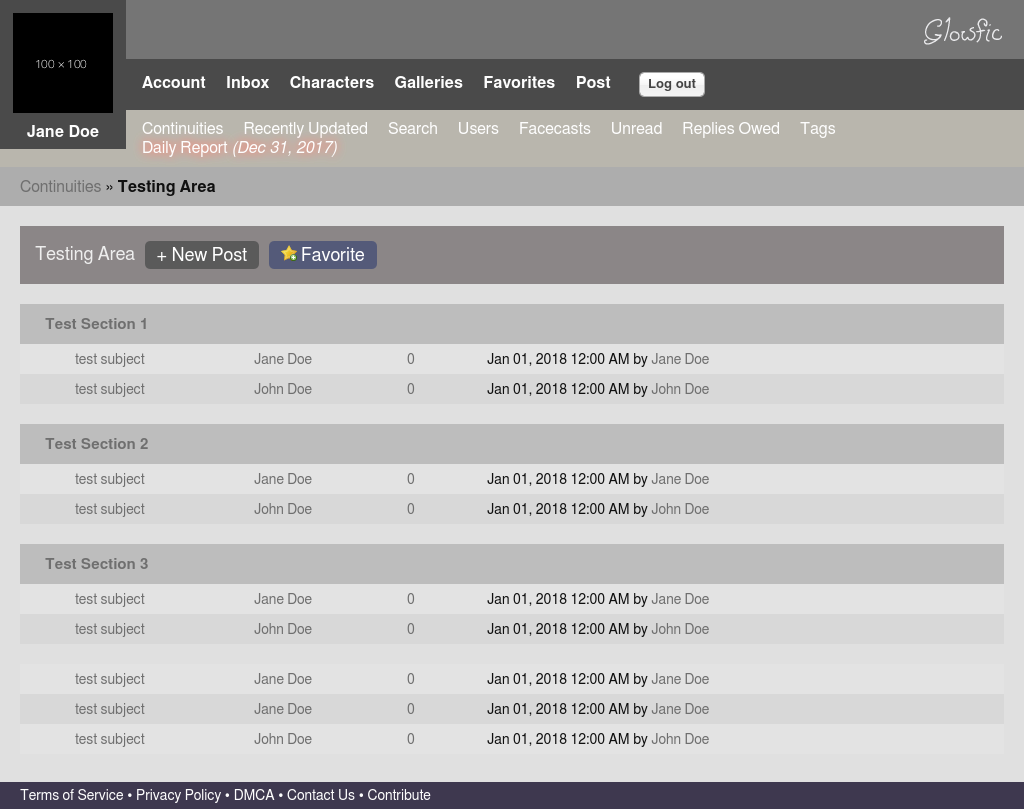 Glowfic
100 × 100
Jane Doe
Account Inbox Characters Galleries Favorites Post Log out
Continuities Recently Updated Search Users Facecasts Unread Replies Owed Tags
Daily Report (Dec 31, 2017)
Continuities » Testing Area
Testing Area + New Post Favorite
Test Section 1
test subject Jane Doe 0 Jan 01, 2018 12:00 AM by Jane Doe
test subject John Doe 0 Jan 01, 2018 12:00 AM by John Doe
Test Section 2
test subject Jane Doe 0 Jan 01, 2018 12:00 AM by Jane Doe
test subject John Doe 0 Jan 01, 2018 12:00 AM by John Doe
Test Section 3
test subject Jane Doe 0 Jan 01, 2018 12:00 AM by Jane Doe
test subject John Doe 0 Jan 01, 2018 12:00 AM by John Doe
test subject Jane Doe 0 Jan 01, 2018 12:00 AM by Jane Doe
test subject Jane Doe 0 Jan 01, 2018 12:00 AM by Jane Doe
test subject John Doe 0 Jan 01, 2018 12:00 AM by John Doe
Terms of Service • Privacy Policy • DMCA • Contact Us • Contribute